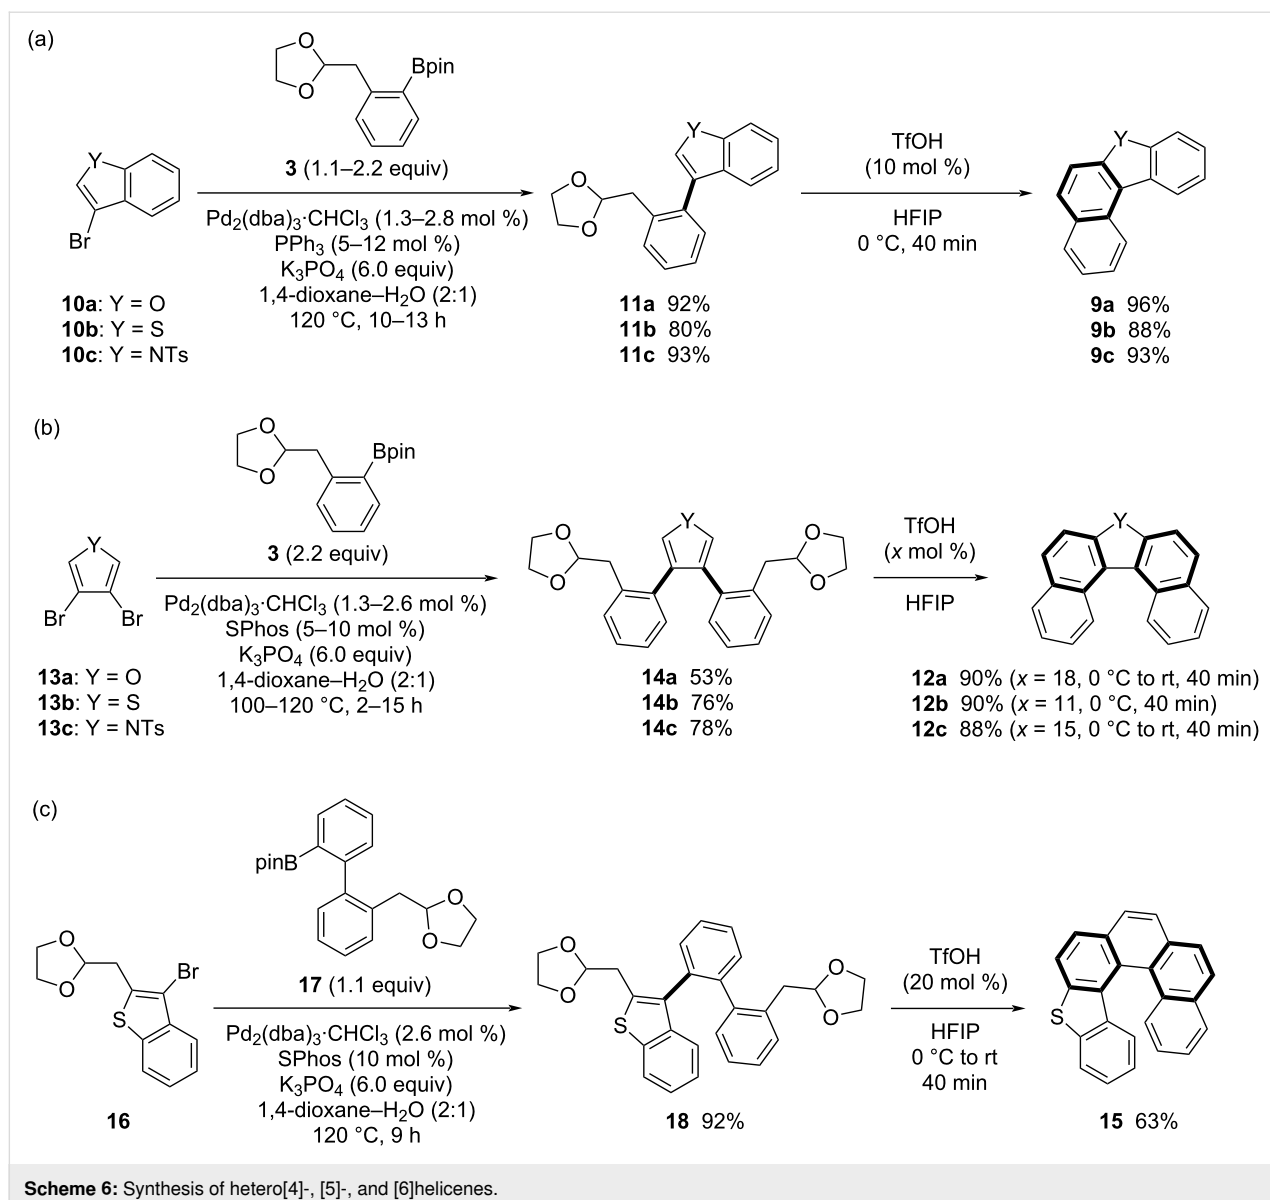 (a)
O
O
Bpin
Y
Br
3 (1.1–2.2 equiv)
Pd2(dba)3·CHCl3 (1.3–2.8 mol %)
PPh3 (5–12 mol %)
K3PO4 (6.0 equiv)
1,4-dioxane–H2O (2:1)
120 °C, 10–13 h
10a: Y = O
10b: Y = S
10c: Y = NTs
Y
O
O
11a 92%
11b 80%
11c 93%
TfOH
(10 mol %)
HFIP
0 °C, 40 min
Y
9a 96%
9b 88%
9c 93%
(b)
O
O
Bpin
Y
Br
Br
3 (2.2 equiv)
Pd2(dba)3·CHCl3 (1.3–2.6 mol %)
SPhos (5–10 mol %)
K3PO4 (6.0 equiv)
1,4-dioxane–H2O (2:1)
100–120 °C, 2–15 h
13a: Y = O
13b: Y = S
13c: Y = NTs
O
O
Y
O
O
14a 53%
14b 76%
14c 78%
TfOH
(x mol %)
HFIP
Y
12a 90% (x = 18, 0 °C to rt, 40 min)
12b 90% (x = 11, 0 °C, 40 min)
12c 88% (x = 15, 0 °C to rt, 40 min)
(c)
pinB
O
O
O
O
Br
S
16
17 (1.1 equiv)
Pd2(dba)3·CHCl3 (2.6 mol %)
SPhos (10 mol %)
K3PO4 (6.0 equiv)
1,4-dioxane–H2O (2:1)
120 °C, 9 h
O
O
S
O
O
18 92%
TfOH
(20 mol %)
HFIP
0 °C to rt
40 min
S
15 63%
Scheme 6: Synthesis of hetero[4]-, [5]-, and [6]helicenes.